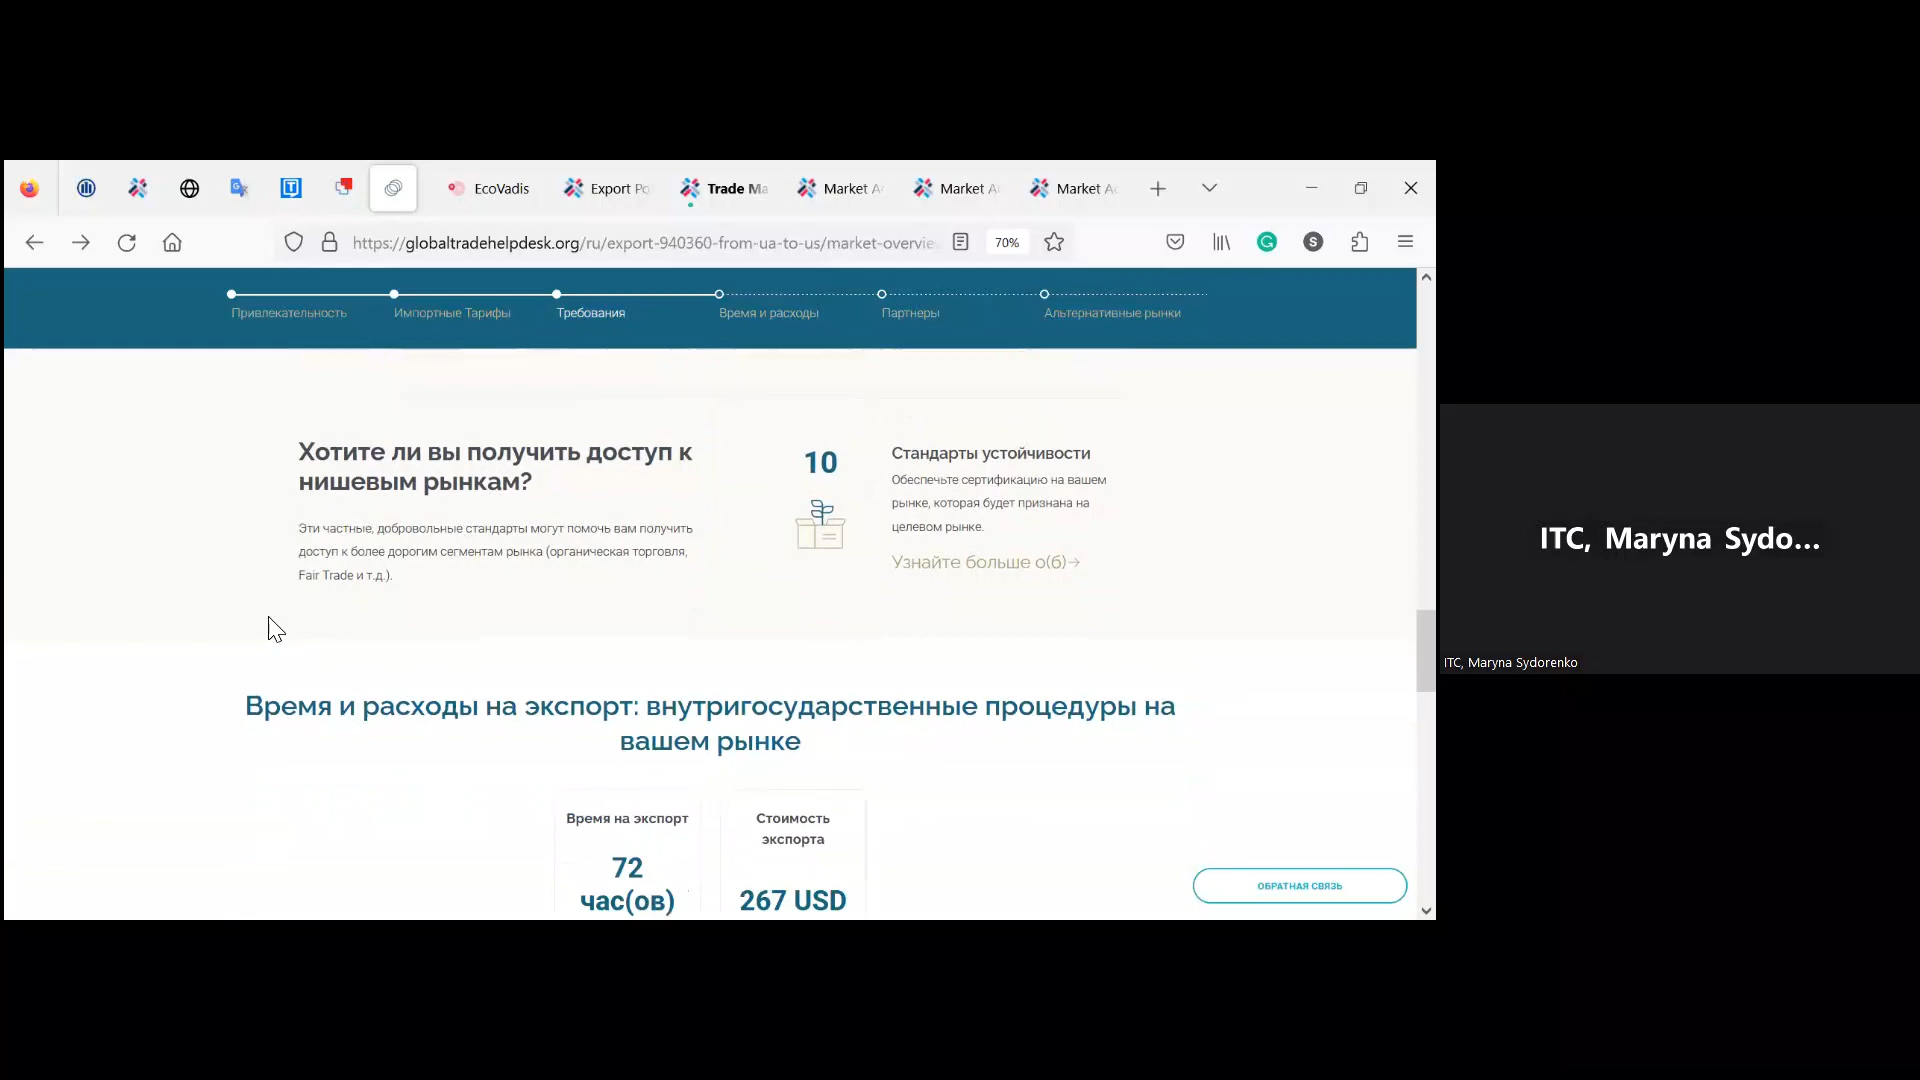 EcoVadis
Export Po
Trade Ma
Market A
Market A
Market Ac
https://globaltradehelpdesk.org/ru/export-940360-from-ua-to-us/market-overvie
70%
Привлекательность
Импортные Тарифы
Требования
Время и расходы
Партнеры
Альтернативные рынки
Хотите ли вы получить доступ к
нишевым рынкам?
Эти частные, добровольные стандарты могут помочь вам получить
доступ к более дорогим сегментам рынка (органическая торговля,
Fair Trade и т.д.).
10
Стандарты устойчивости
Обеспечьте сертификацию на вашем
рынке, которая будет признана на
целевом рынке.
Узнайте больше о(б)→
Время и расходы на экспорт: внутригосударственные процедуры на
вашем рынке
Время на экспорт
72
час(ов)
Стоимость
экспорта
267 USD
ОБРАТНАЯ СВЯЗЬ
ITC, Maryna Sydo...
ITC, Maryna Sydorenko